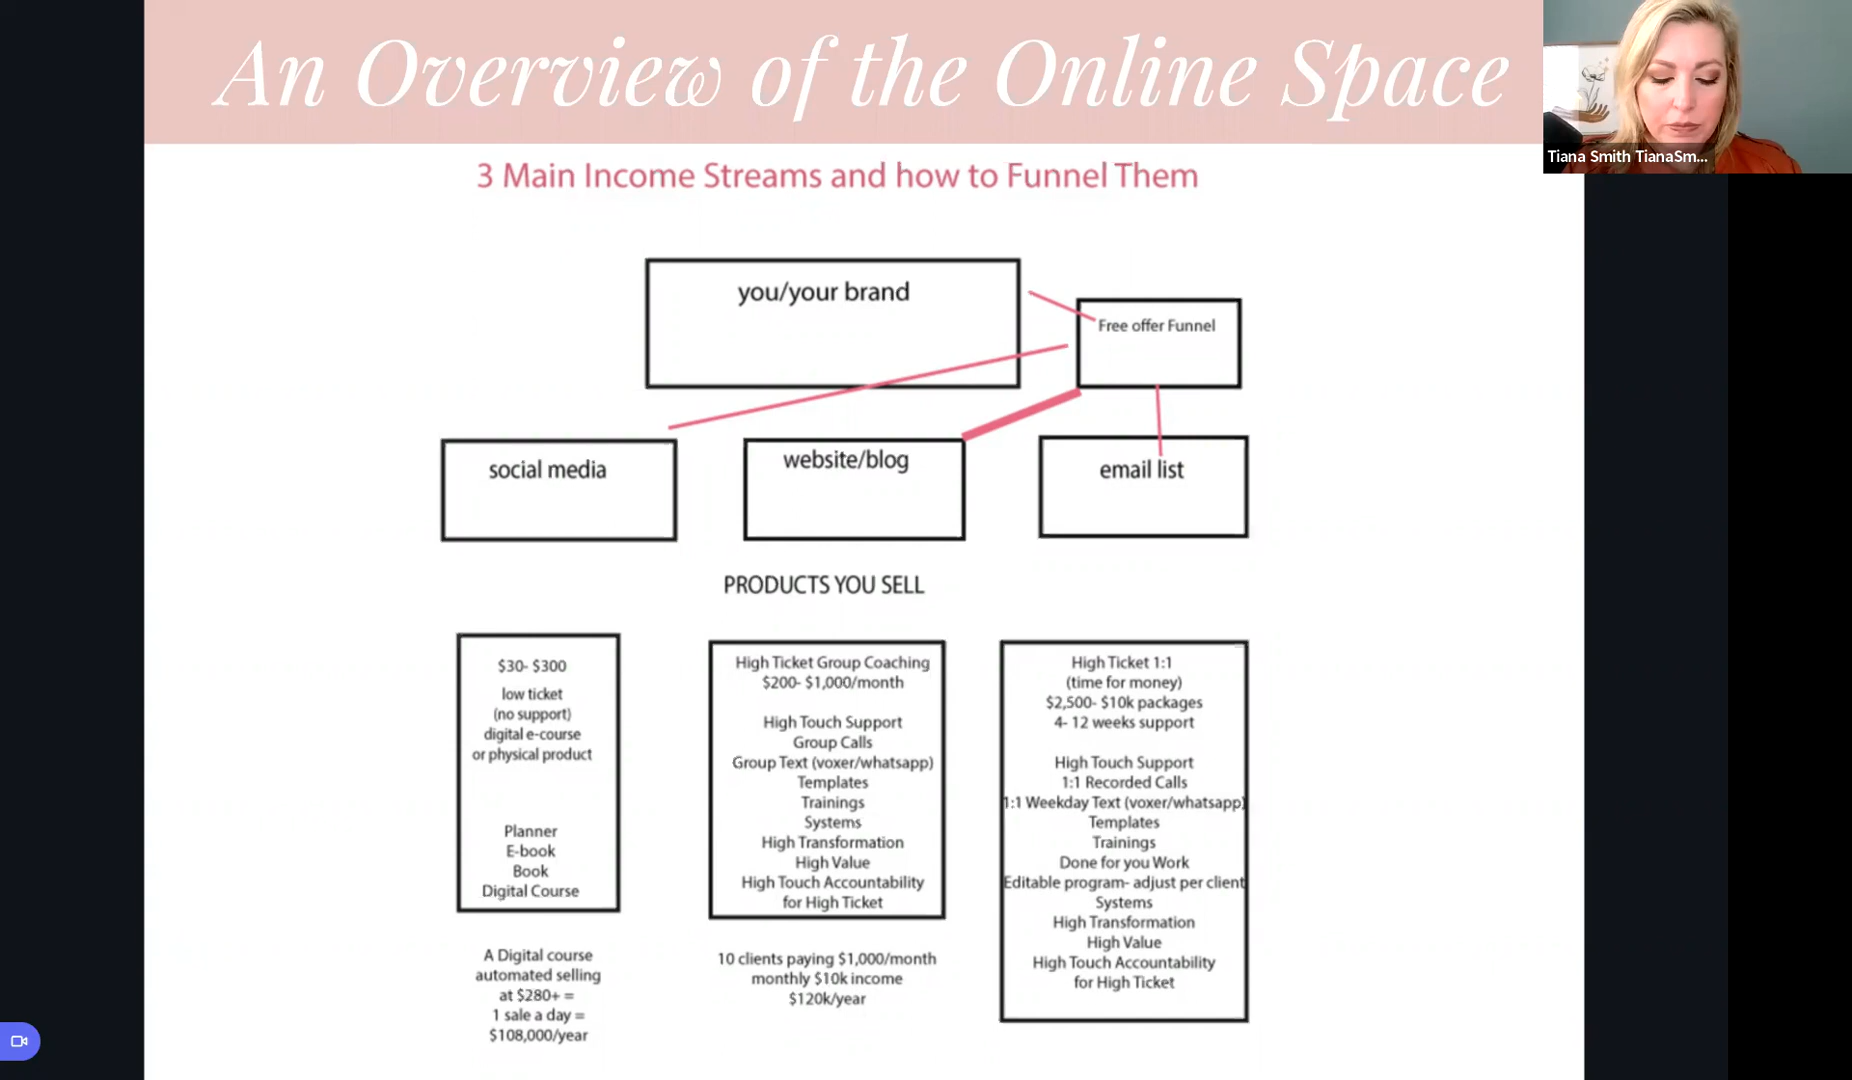 An Overview of the Online Space
Tiana Smith TianaSm...
3 Main Income Streams and how to Funnel Them
you/your brand
Free offer Funnel
social media
website/blog
email list
PRODUCTS YOU SELL
$30- $300
low ticket
(no support)
digital e-course
or physical product
Planner
E-book
Book
Digital Course
A Digital course
automated selling
at $280+ =
1 sale a day =
$108,000/year
High Ticket Group Coaching
$200- $1,000/month
High Touch Support
Group Calls
Group Text (voxer/whatsapp)
Templates
Trainings
Systems
High Transformation
High Value
High Touch Accountability
for High Ticket
10 clients paying $1,000/month
monthly $10k income
$120k/year
High Ticket 1:1
(time for money)
$2,500- $10k packages
4- 12 weeks support
High Touch Support
1:1 Recorded Calls
1:1 Weekday Text (voxer/whatsapp)
Templates
Trainings
Done for you Work
Editable program- adjust per client
Systems
High Transformation
High Value
High Touch Accountability
for High Ticket